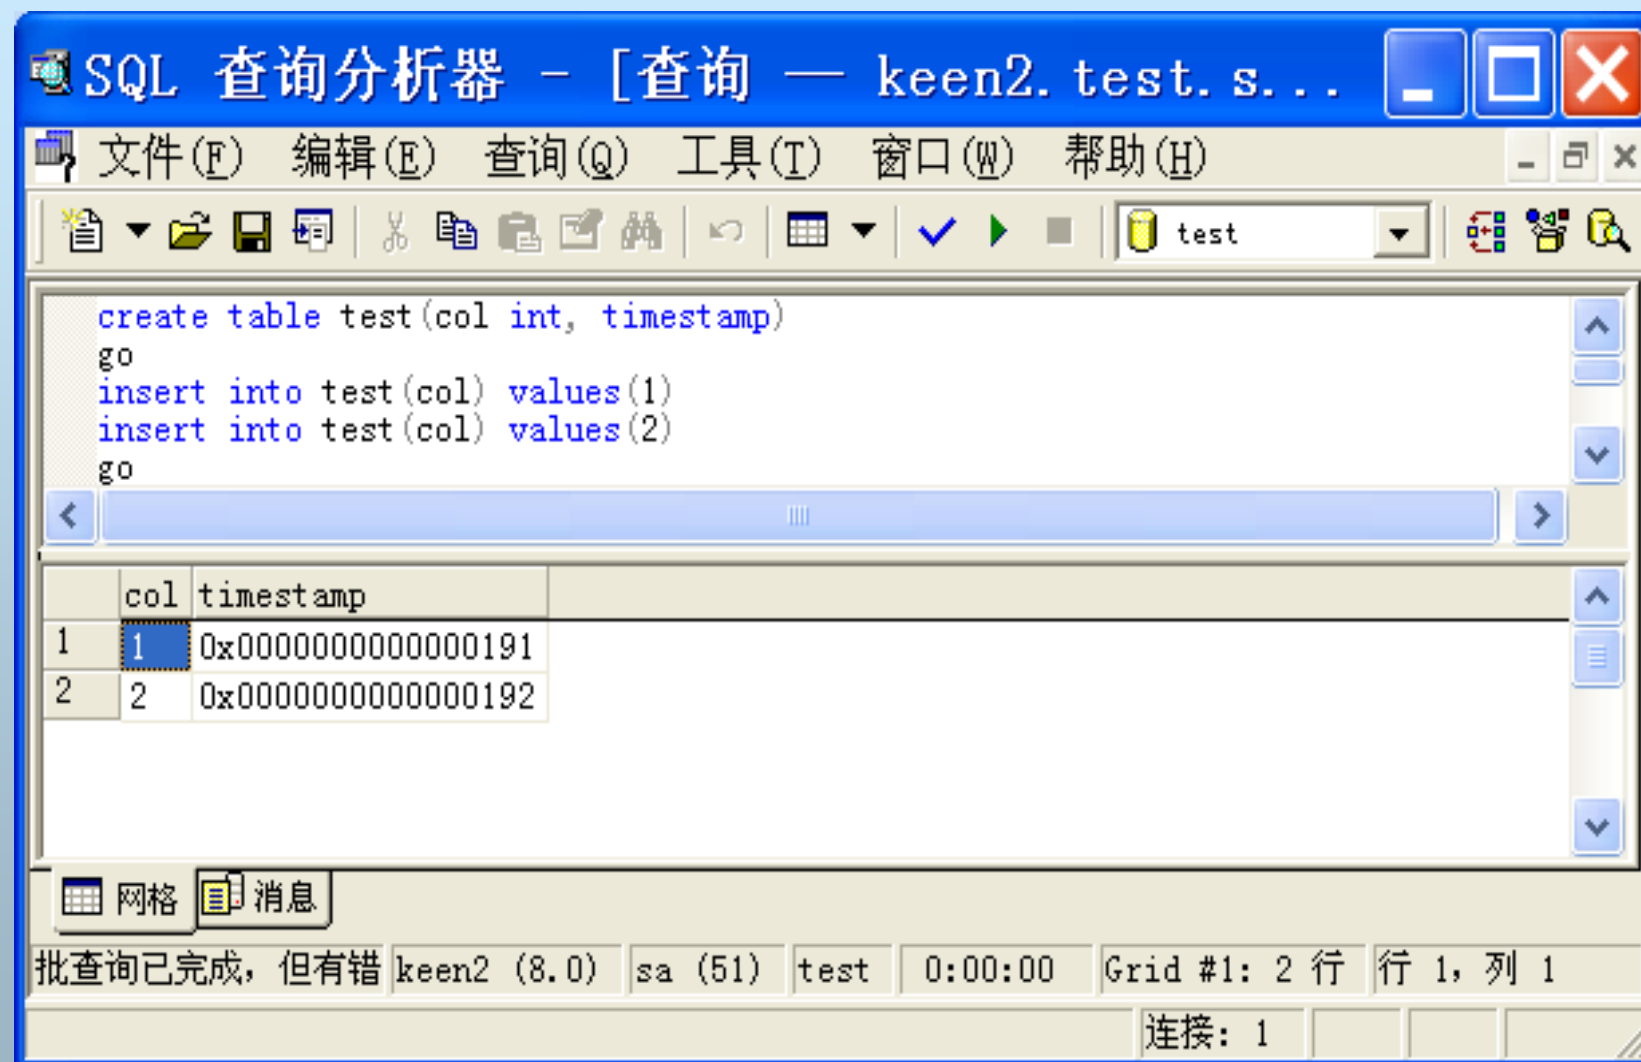 SQL 查询分析器 - [查询 — keen2.test.s...
文件(F) 编辑(E) 查询(Q) 工具(T) 窗口(W) 帮助(H)
test
create table test(col int, timestamp)
go
insert into test(col) values(1)
insert into test(col) values(2)
go
col timestamp
1 1 0x0000000000000191
2 2 0x0000000000000192
网格 消息
批查询已完成，但有错 keen2 (8.0) sa (51) test 0:00:00 Grid #1: 2 行 行 1, 列 1
连接: 1